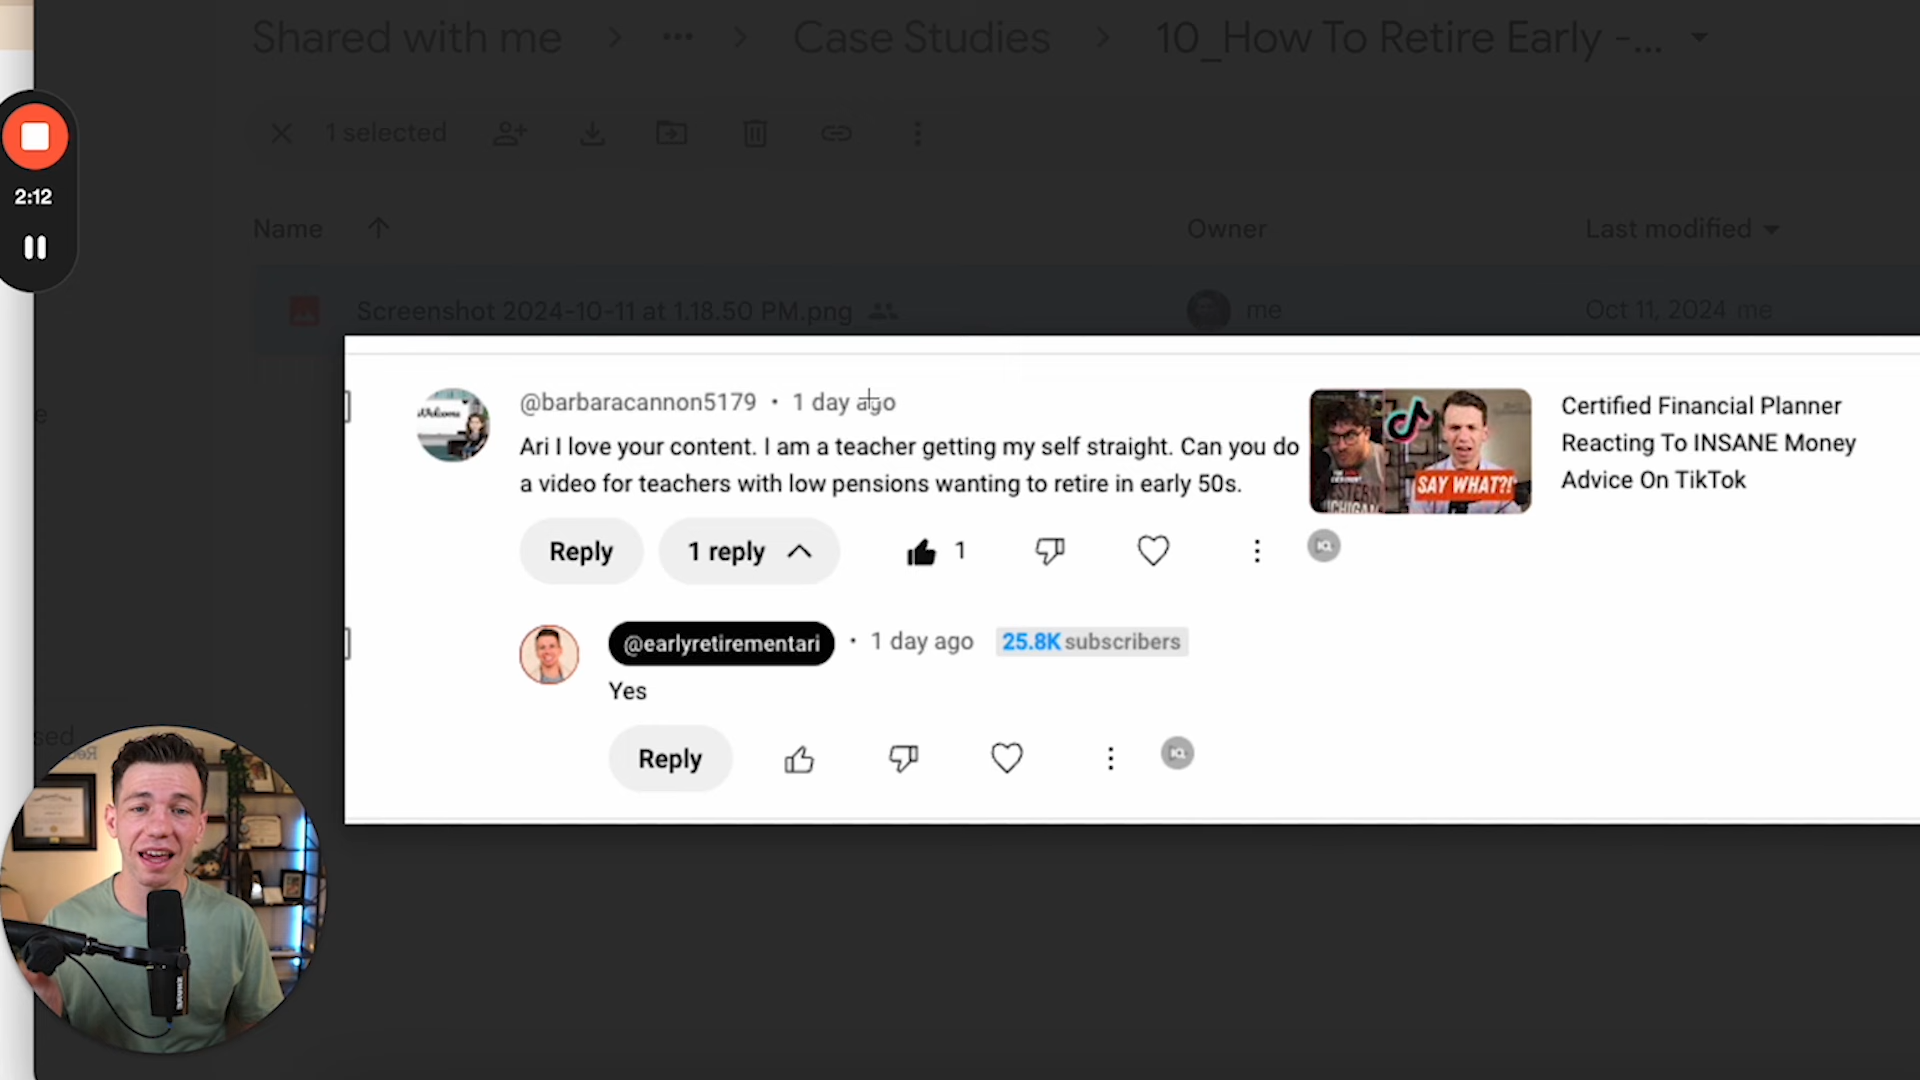 Shared with me > ... > Case Studies > 10_How To Retire Early -...
1 selected
Name
Owner
Last modified
Screenshot 2024-10-11 at 1.18.50 PM.png
me
Oct 11, 2024 me
2:12
@barbaracannon5179 • 1 day ago
Ari I love your content. I am a teacher getting my self straight. Can you do
a video for teachers with low pensions wanting to retire in early 50s.
Reply
1 reply
1
SAY WHAT?!
Certified Financial Planner
Reacting To INSANE Money
Advice On TikTok
@earlyretirementari • 1 day ago 25.8K subscribers
Yes
Reply